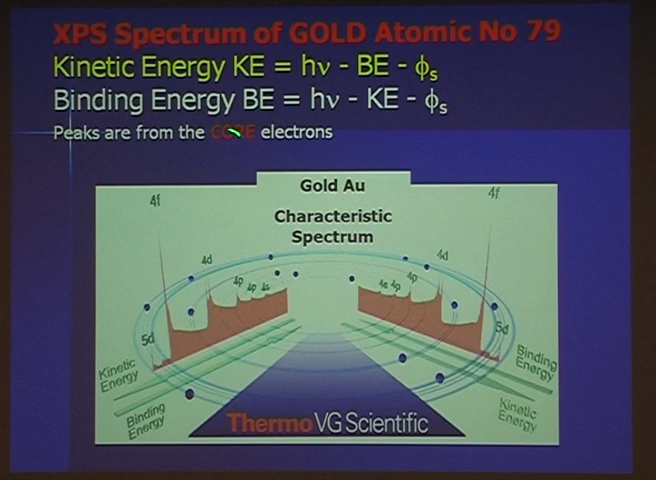 XPS Spectrum of GOLD Atomic No 79
Kinetic Energy KE = hν - BE - ϕs
Binding Energy BE = hν - KE - ϕs
Peaks are from the CORE electrons
Gold Au
Characteristic
Spectrum
4f
4d
4p
4p
4s
5d
Kinetic
Energy
Binding
Energy
4f
4d
4p
4p
4s
5d
Binding
Energy
Kinetic
Energy
Thermo VG Scientific